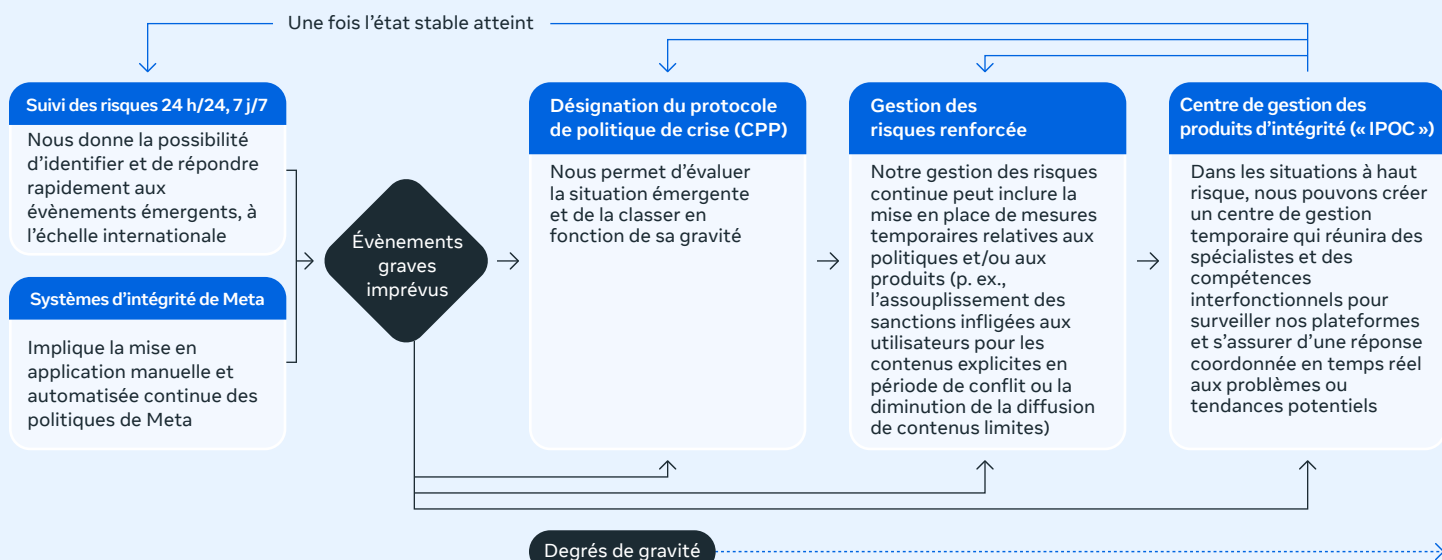 Une fois l’état stable atteint
Suivi des risques 24 h/24, 7 j/7
Nous donne la possibilité
d’identifier et de répondre
rapidement aux
évènements émergents, à
l’échelle internationale
Systèmes d’intégrité de Meta
Implique la mise en
application manuelle et
automatisée continue des
politiques de Meta
Évènements
graves
imprévus
Désignation du protocole
de politique de crise (CPP)
Nous permet d’évaluer
la situation émergente
et de la classer en
fonction de sa gravité
Gestion des
risques renforcée
Notre gestion des risques
continue peut inclure la
mise en place de mesures
temporaires relatives aux
politiques et/ou aux
produits (p. ex.,
l’assouplissement des
sanctions infligées aux
utilisateurs pour les
contenus explicites en
période de conflit ou la
diminution de la diffusion
de contenus limites)
Centre de gestion des
produits d’intégrité (« IPOC »)
Dans les situations à haut
risque, nous pouvons créer
un centre de gestion
temporaire qui réunira des
spécialistes et des
compétences
interfonctionnels pour
surveiller nos plateformes
et s’assurer d’une réponse
coordonnée en temps réel
aux problèmes ou
tendances potentiels
Degrés de gravité